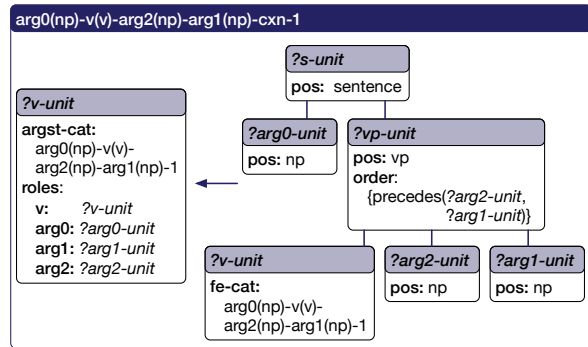 arg0(np)-v(v)-arg2(np)-arg1(np)-cxn-1
?s-unit
pos: sentence
?v-unit
argst-cat:
arg0(np)-v(v)-
arg2(np)-arg1(np)-1
roles:
v: ?v-unit
arg0: ?arg0-unit
arg1: ?arg1-unit
arg2: ?arg2-unit
?arg0-unit
pos: np
?vp-unit
pos: vp
order:
{precedes(?arg2-unit,
?arg1-unit)}
?v-unit
fe-cat:
arg0(np)-v(v)-
arg2(np)-arg1(np)-1
?arg2-unit
pos: np
?arg1-unit
pos: np